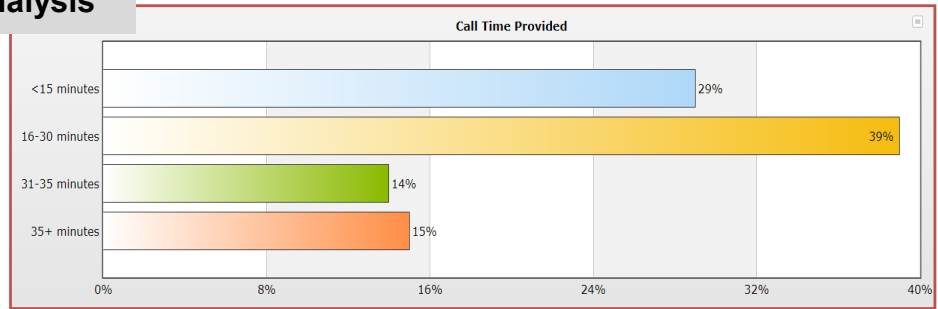 Call Time Provided
<15 minutes 29%
16-30 minutes 39%
31-35 minutes 14%
35+ minutes 15%
0% 8% 16% 24% 32% 40%